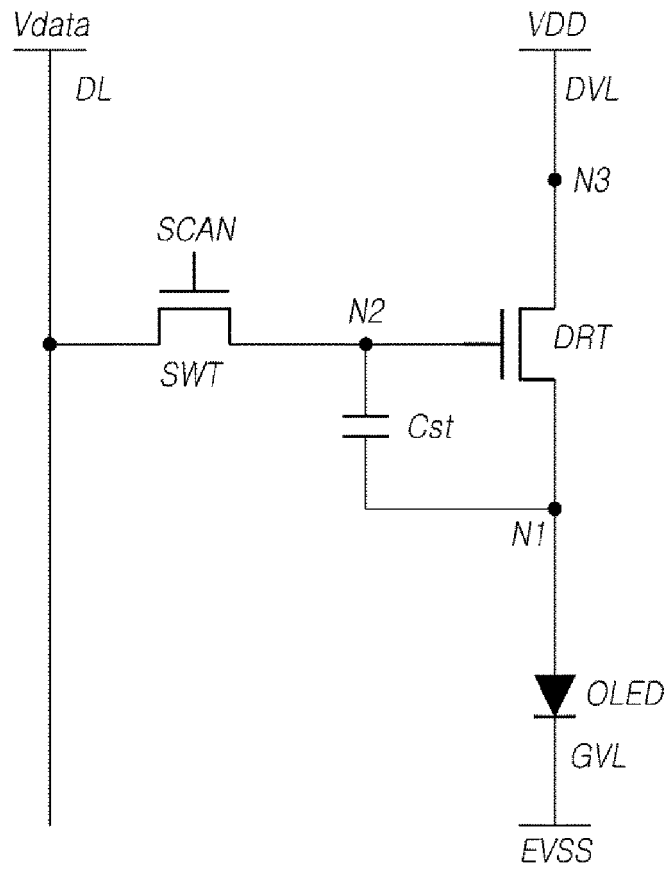 Vdata
VDD
DL
DVL
N3
SCAN
N2
DRT
SWT
Cst
N1
OLED
GVL
EVSS